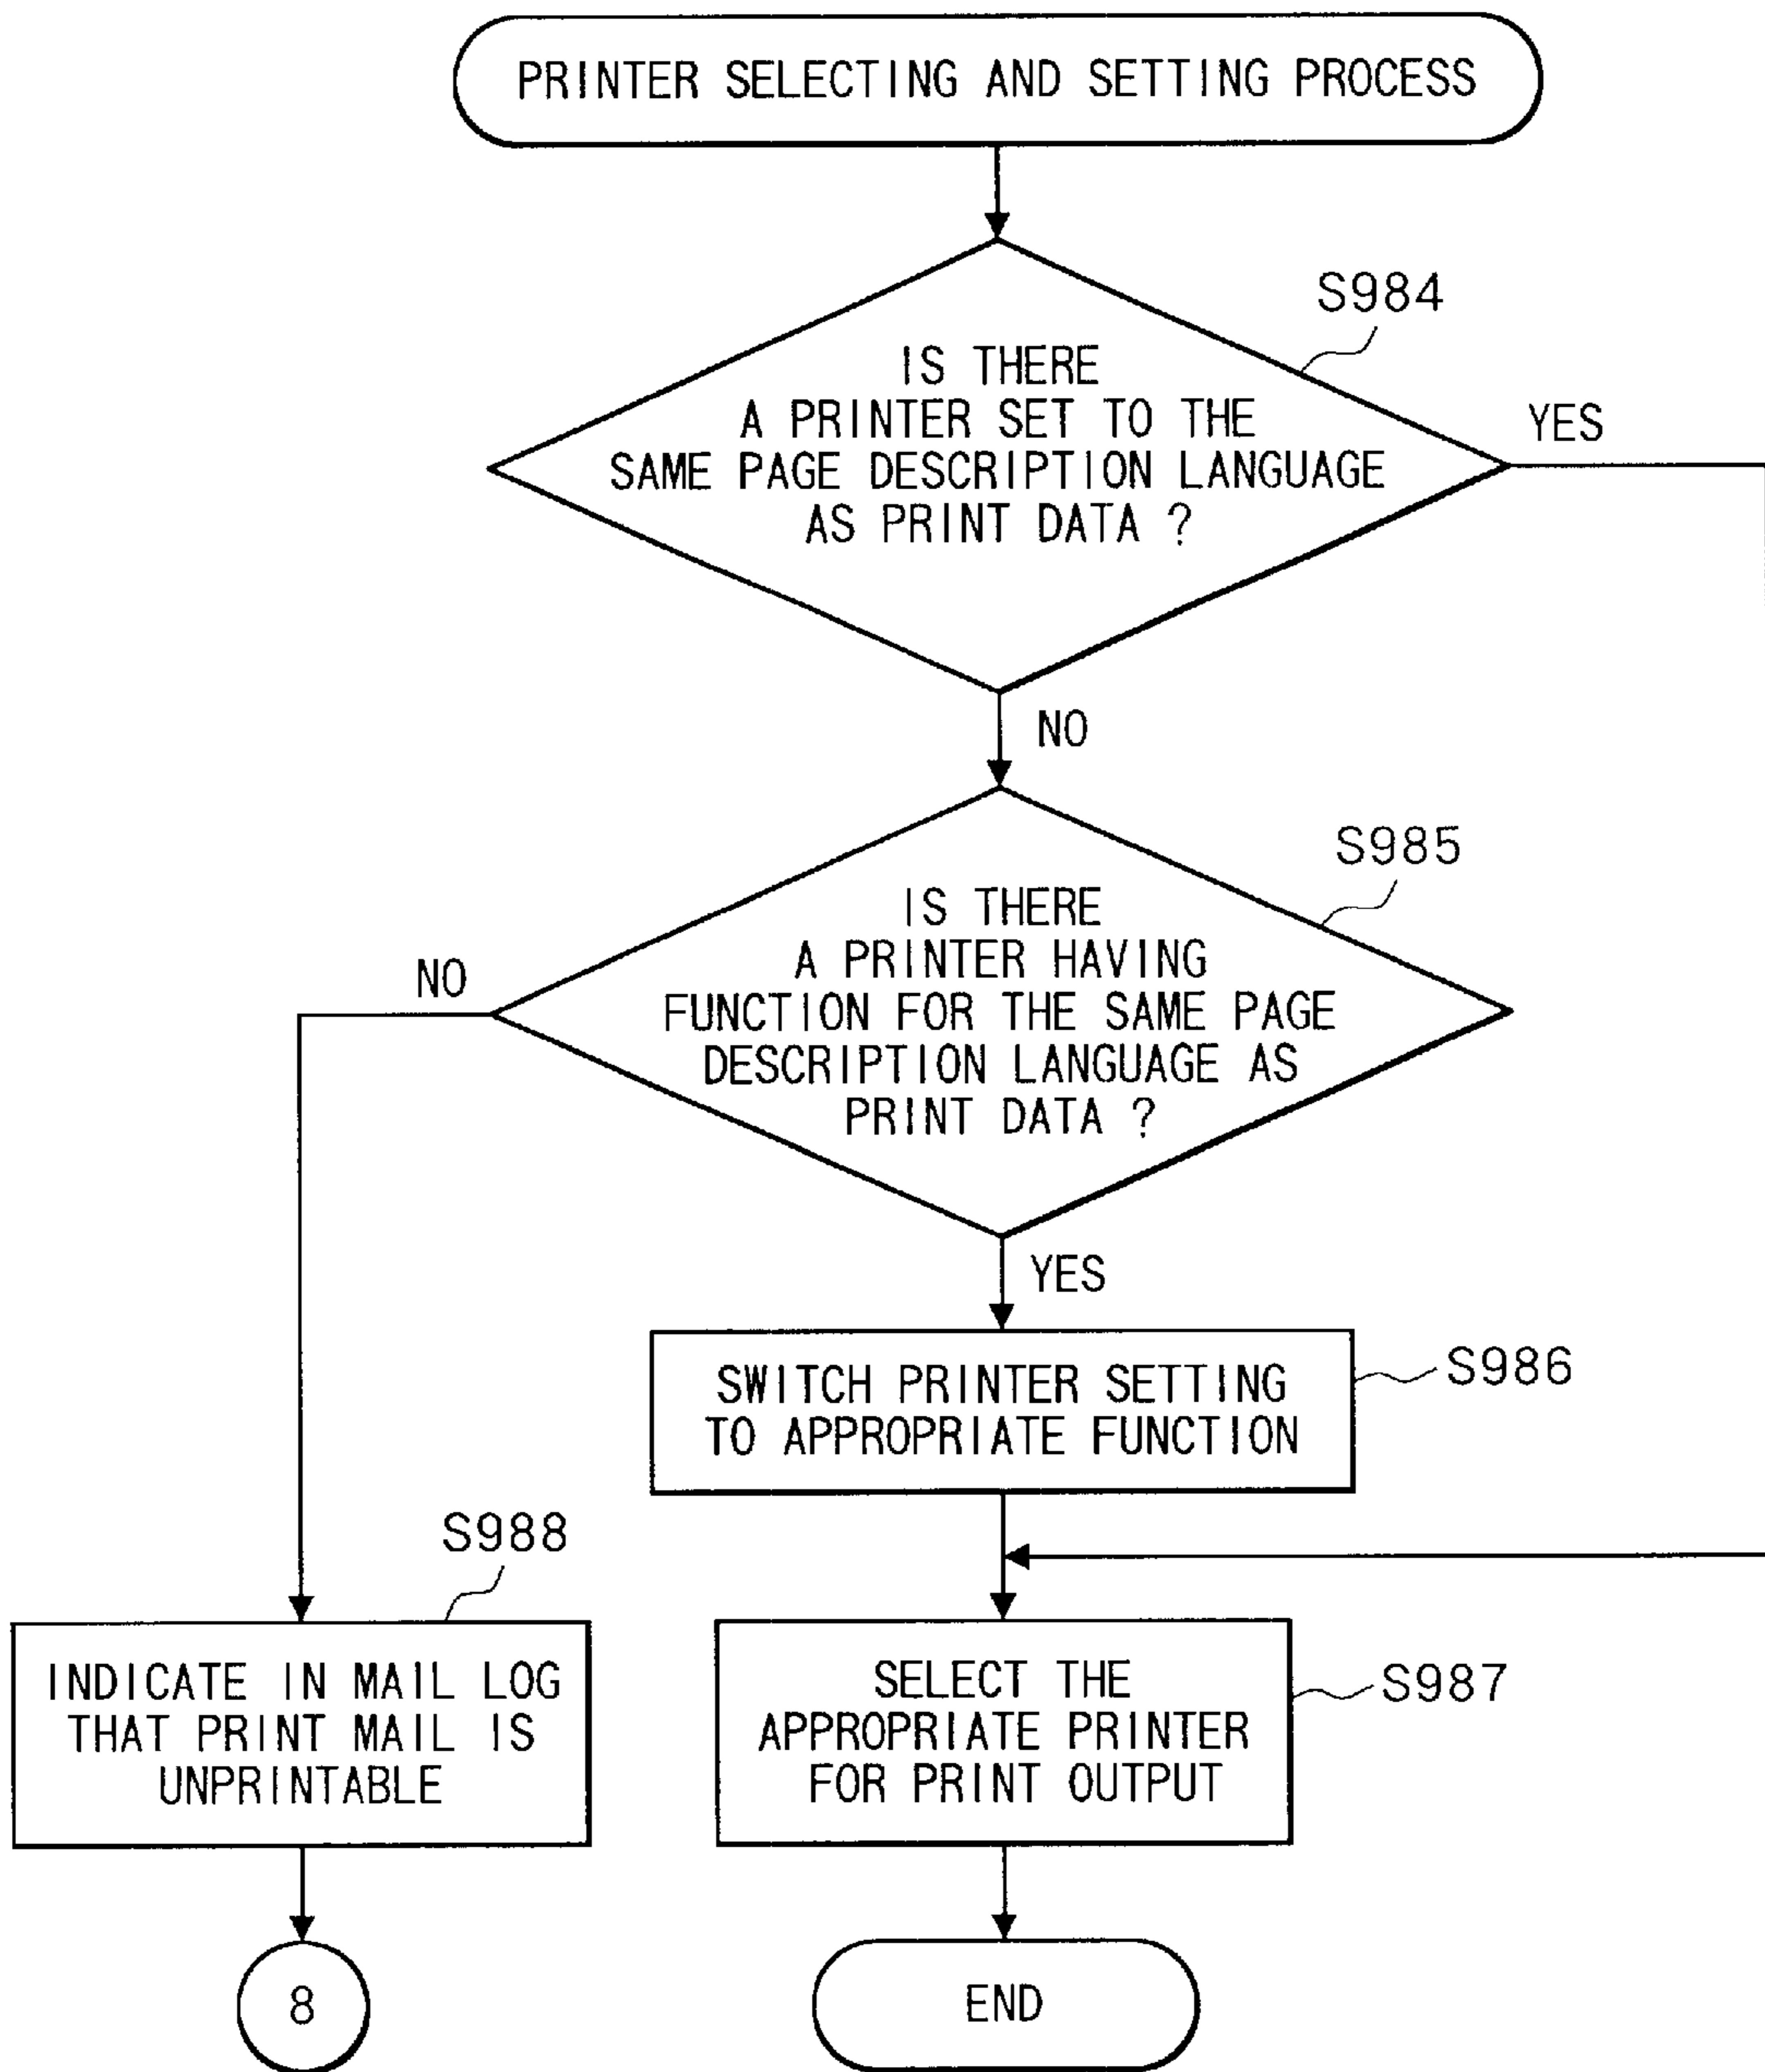 PRINTER SELECTING AND SETTING PROCESS
S984
IS THERE
A PRINTER SET TO THE
SAME PAGE DESCRIPTION LANGUAGE
AS PRINT DATA ?
YES
NO
S985
IS THERE
A PRINTER HAVING
FUNCTION FOR THE SAME PAGE
DESCRIPTION LANGUAGE AS
PRINT DATA ?
NO
YES
SWITCH PRINTER SETTING
TO APPROPRIATE FUNCTION
S986
S988
INDICATE IN MAIL LOG
THAT PRINT MAIL IS
UNPRINTABLE
SELECT THE
APPROPRIATE PRINTER
FOR PRINT OUTPUT
S987
8
END